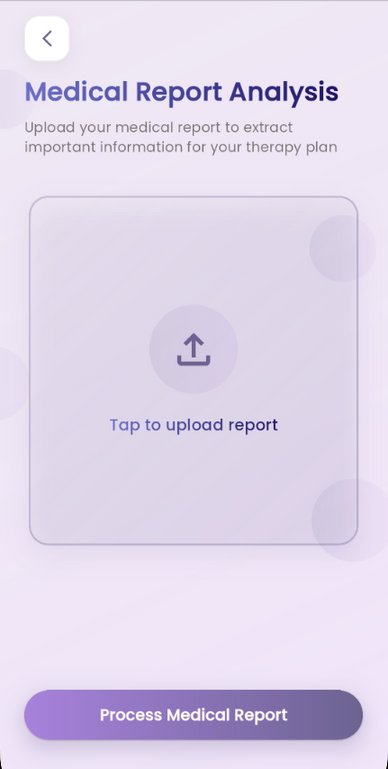 Medical Report Analysis
Upload your medical report to extract
important information for your therapy plan
Tap to upload report
Process Medical Report